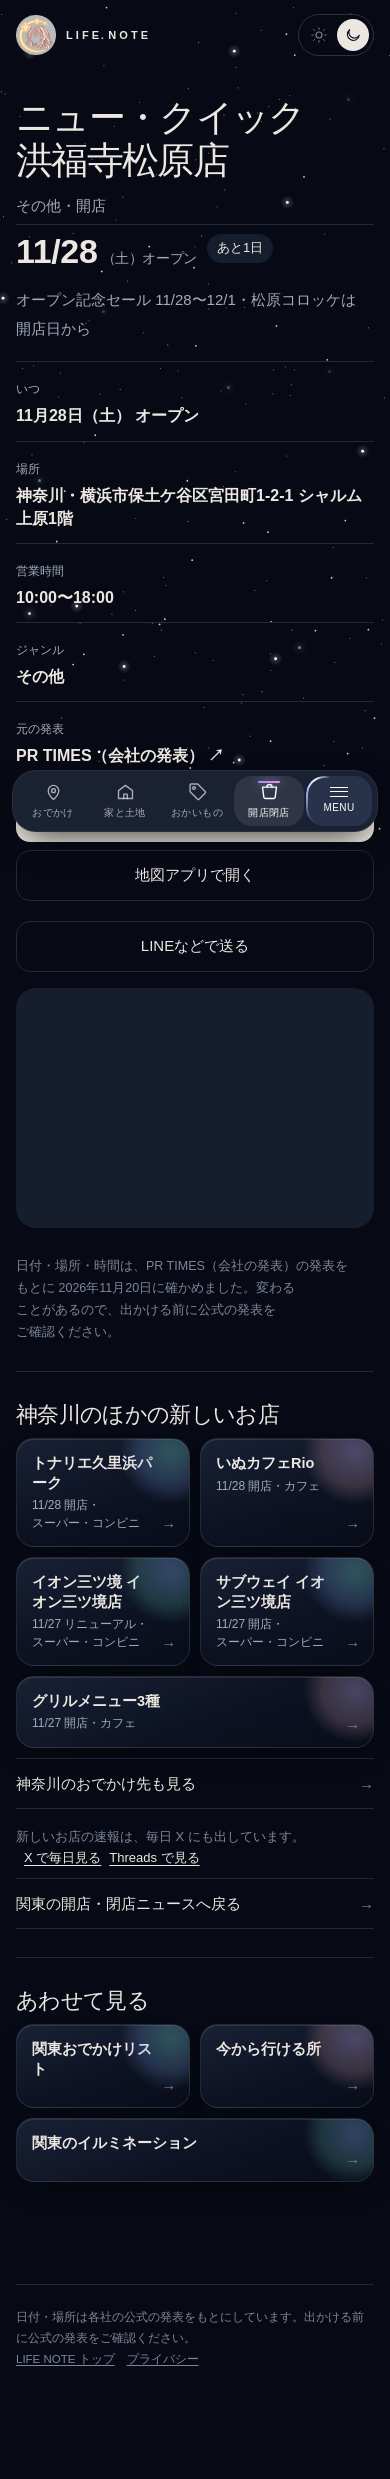 LIFE.NOTE
ニュー・クイック
洪福寺松原店
その他・開店
11/28 （土）オープン あと1日
オープン記念セール 11/28〜12/1・松原コロッケは
開店日から
いつ
11月28日（土） オープン
場所
神奈川・横浜市保土ケ谷区宮田町1-2-1 シャルム
上原1階
営業時間
10:00〜18:00
ジャンル
その他
元の発表
PR TIMES（会社の発表） ↗
おでかけ
家と土地
おかいもの
開店閉店
MENU
地図アプリで開く
LINEなどで送る
日付・場所・時間は、PR TIMES（会社の発表）の発表を
もとに 2026年11月20日に確かめました。変わる
ことがあるので、出かける前に公式の発表を
ご確認ください。
神奈川のほかの新しいお店
トナリエ久里浜パ
ーク
11/28 開店・
スーパー・コンビニ →
いぬカフェRio
11/28 開店・カフェ
→
イオン三ツ境 イ
オン三ツ境店
11/27 リニューアル・
スーパー・コンビニ →
サブウェイ イオ
ン三ツ境店
11/27 開店・
スーパー・コンビニ →
グリルメニュー3種
11/27 開店・カフェ
→
神奈川のおでかけ先も見る →
新しいお店の速報は、毎日 X にも出しています。
X で毎日見る Threads で見る
関東の開店・閉店ニュースへ戻る →
あわせて見る
関東おでかけリス
ト
→
今から行ける所
→
関東のイルミネーション
→
日付・場所は各社の公式の発表をもとにしています。出かける前
に公式の発表をご確認ください。
LIFE NOTE トップ プライバシー